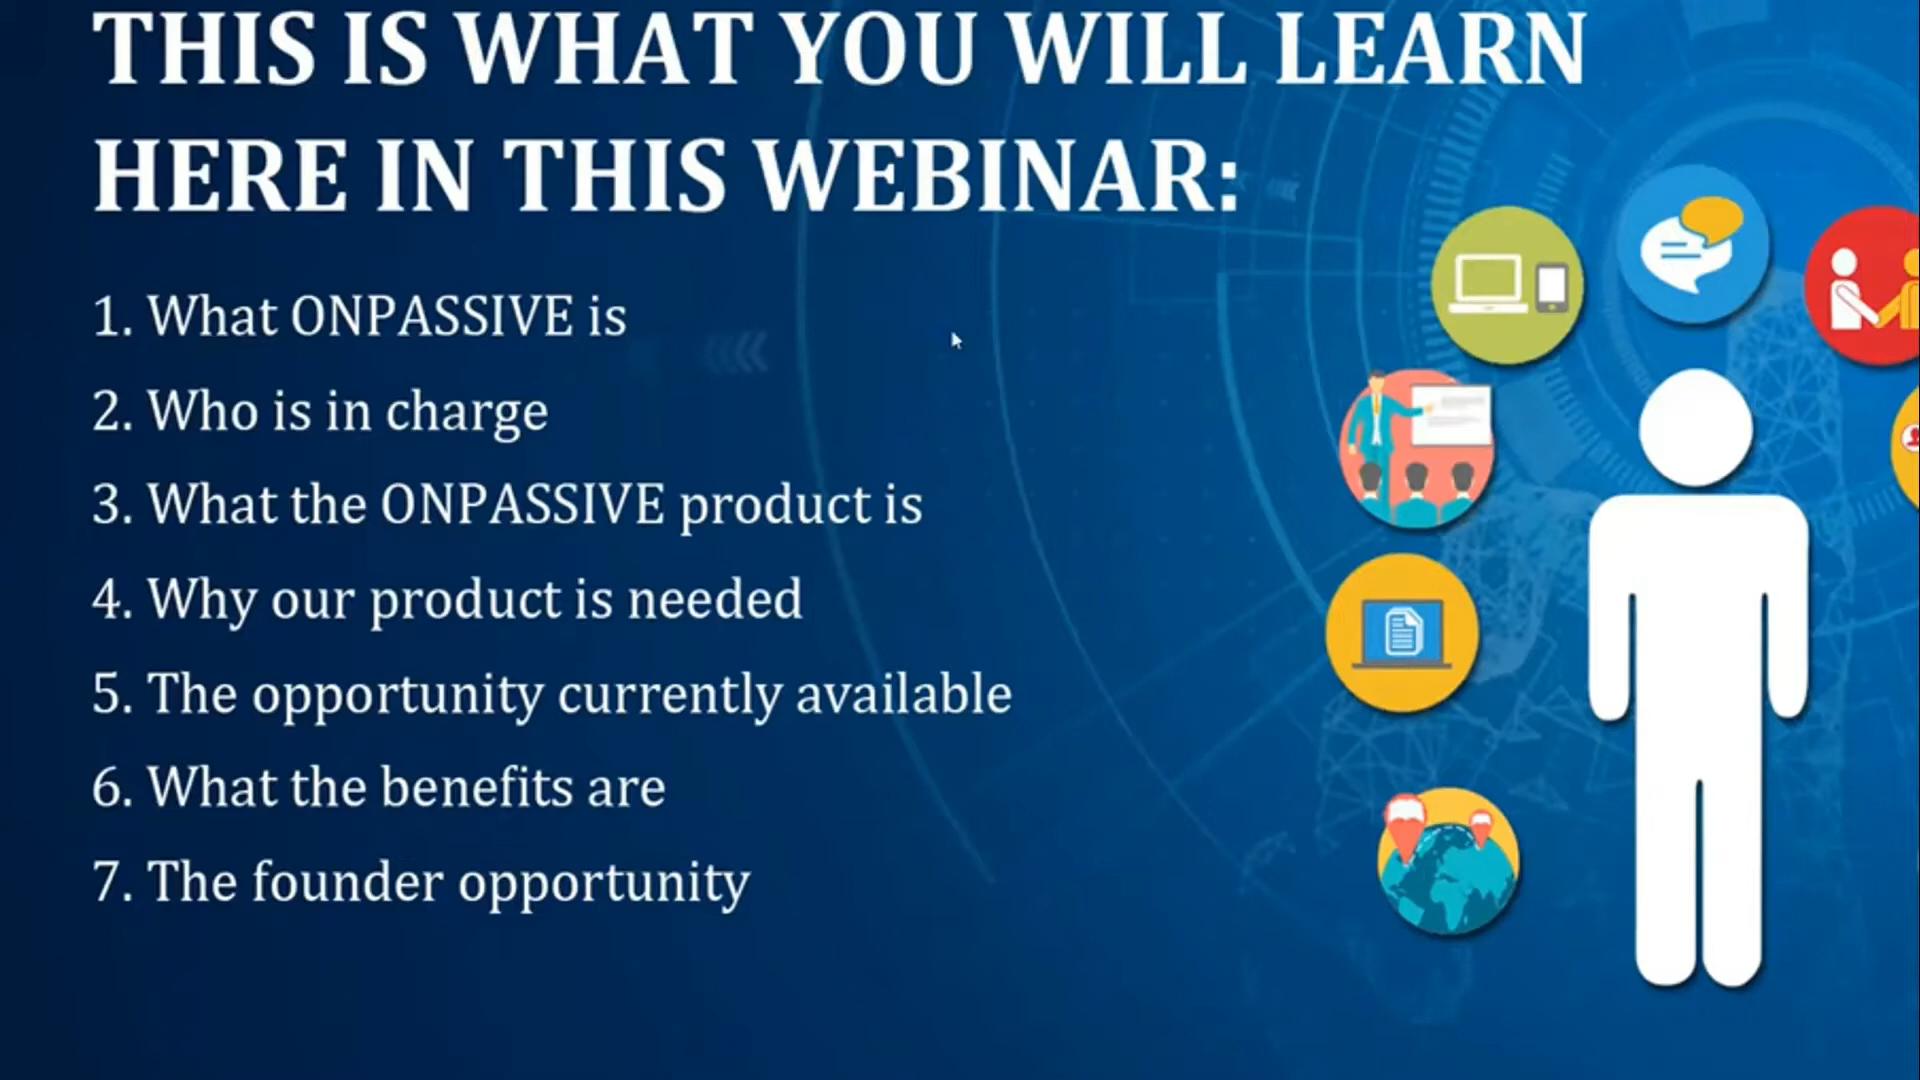 THIS IS WHAT YOU WILL LEARN
HERE IN THIS WEBINAR:
1. What ONPASSIVE is
2. Who is in charge
3. What the ONPASSIVE product is
4. Why our product is needed
5. The opportunity currently available
6. What the benefits are
7. The founder opportunity